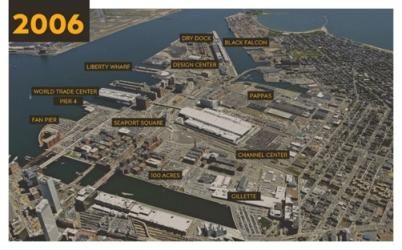 2006
DRY DOCK
BLACK FALCON
DESIGN CENTER
LIBERTY WHARF
WORLD TRADE CENTER
PIER 4
PAPPAS
FAN PIER
SEAPORT SQUARE
CHANNEL CENTER
100 ACRES
GILLETTE